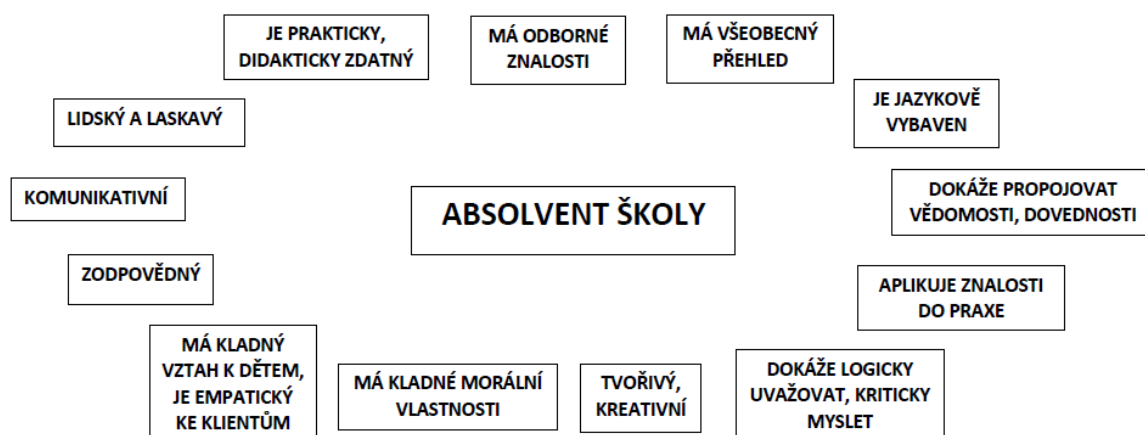 JE PRAKTICKY,
DIDAKTICKY ZDATNÝ
MÁ ODBORNÉ
ZNALOSTI
MÁ VŠEOBECNÝ
PŘEHLED
JE JAZYKOVĚ
VYBAVEN
LIDSKÝ A LASKAVÝ
KOMUNIKATIVNÍ
ABSOLVENT ŠKOLY
DOKÁŽE PROPOJOVAT
VĚDOMOSTI, DOVEDNOSTI
ZODPOVĚDNÝ
APLIKUJE ZNALOSTI
DO PRAXE
MÁ KLADNÝ
VZTAH K DĚTEM,
JE EMPATICKÝ
KE KLIENTŮM
MÁ KLADNÉ MORÁLNÍ
VLASTNOSTI
TVOŘIVÝ,
KREATIVNÍ
DOKÁŽE LOGICKY
UVAŽOVAT, KRITICKY
MYSLET